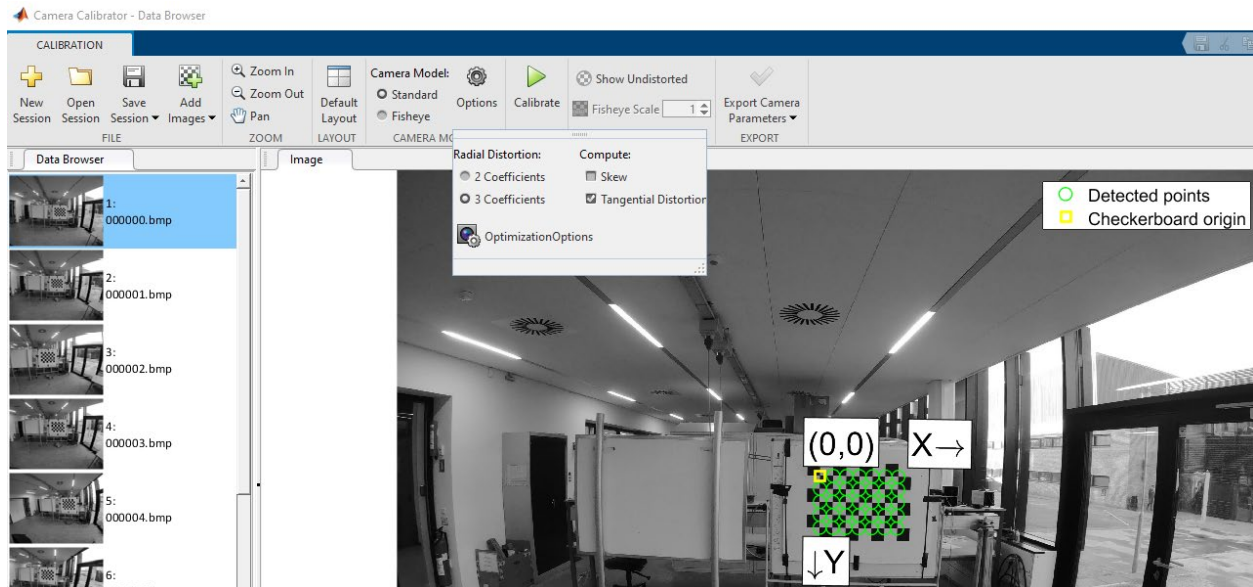 Camera Calibrator - Data Browser
CALIBRATION
New Session
Open Session
Save Session
Add Images
FILE
Zoom In
Zoom Out
Pan
ZOOM
Default Layout
LAYOUT
Camera Model:
Standard
Fisheye
Options
CAMERA MO
Calibrate
Show Undistorted
Fisheye Scale 1
Export Camera Parameters
EXPORT
Radial Distortion:
2 Coefficients
3 Coefficients
Compute:
Skew
Tangential Distortion
OptimizationOptions
Data Browser
1:
000000.bmp
2:
000001.bmp
3:
000002.bmp
4:
000003.bmp
5:
000004.bmp
6:
Image
Detected points
Checkerboard origin
(0,0)
X→
↓Y